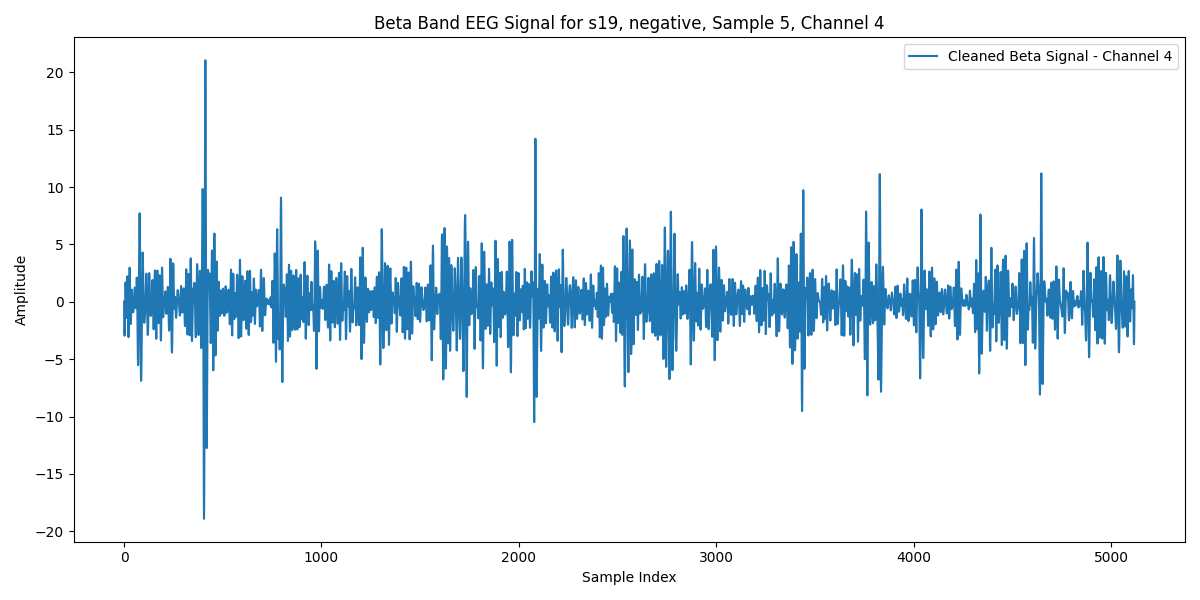 Beta Band EEG Signal for s19, negative, Sample 5, Channel 4
Cleaned Beta Signal - Channel 4
Amplitude
20
15
10
5
0
−5
−10
−15
−20
0 1000 2000 3000 4000 5000
Sample Index